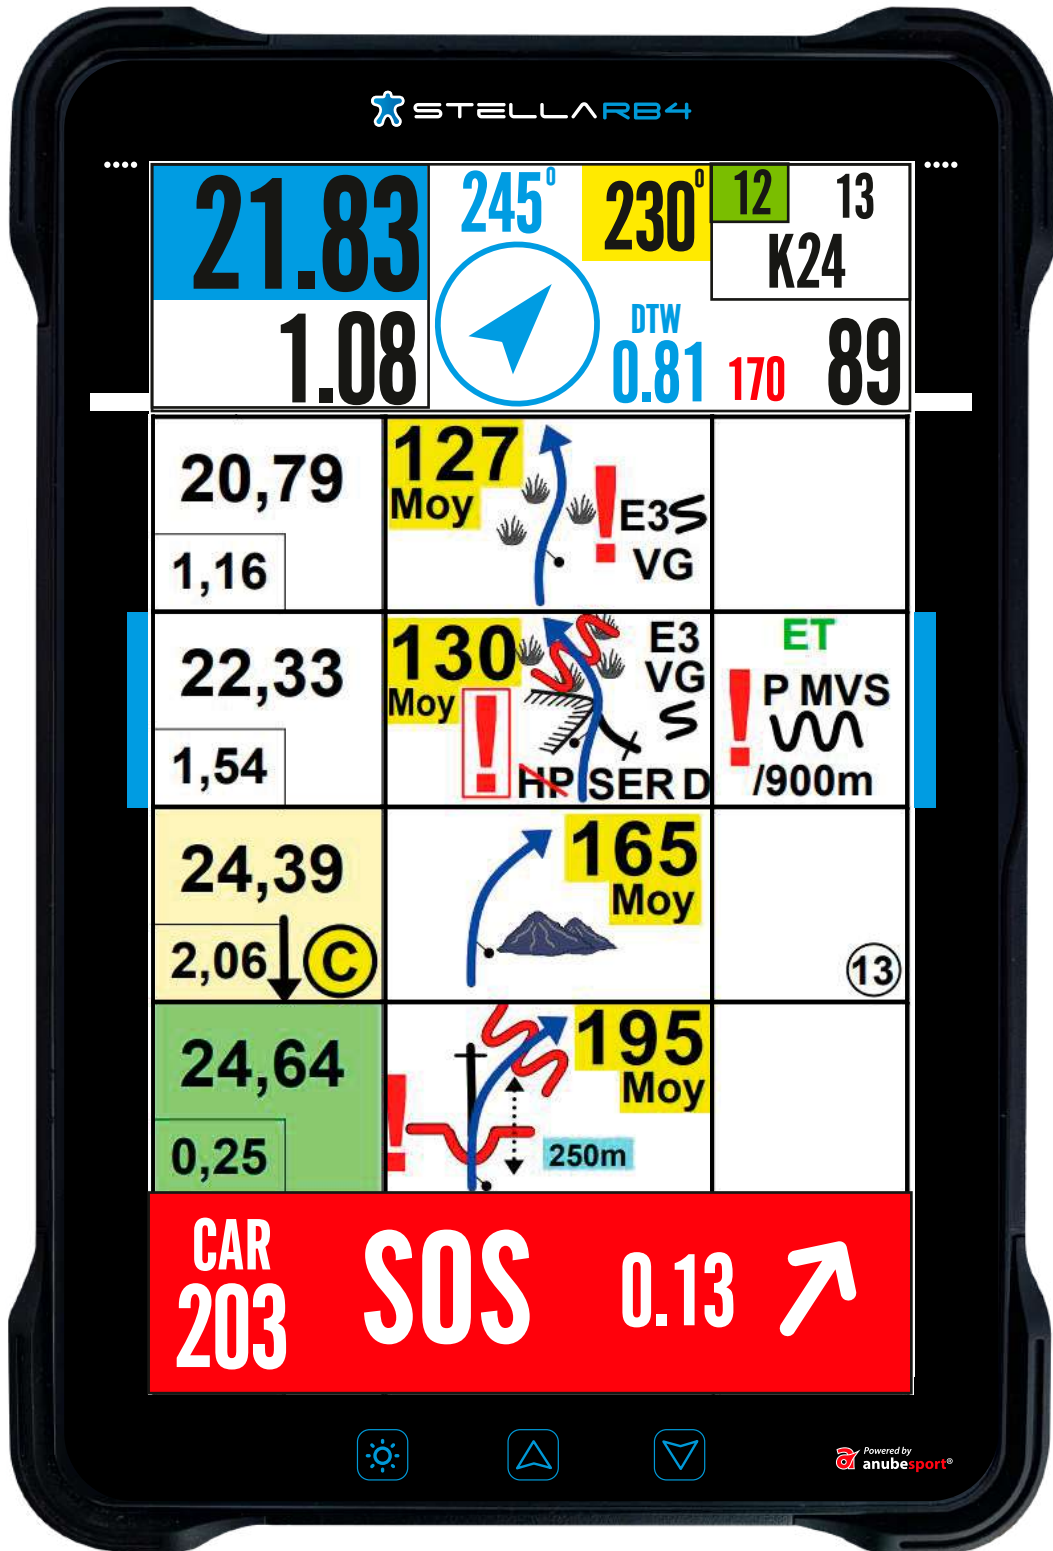 STELLARB4
21.83
245°
230°
12
13
K24
1.08
DTW
0.81
170
89
20,79
1,16
127
Moy
!
E3S
VG
22,33
1,54
130
Moy
!
E3
VG
S
HP SER D
ET
! P MVS
/900m
24,39
2,06
C
165
Moy
13
24,64
0,25
!
195
Moy
250m
CAR
203
SOS
0.13
Powered by
anubesport®